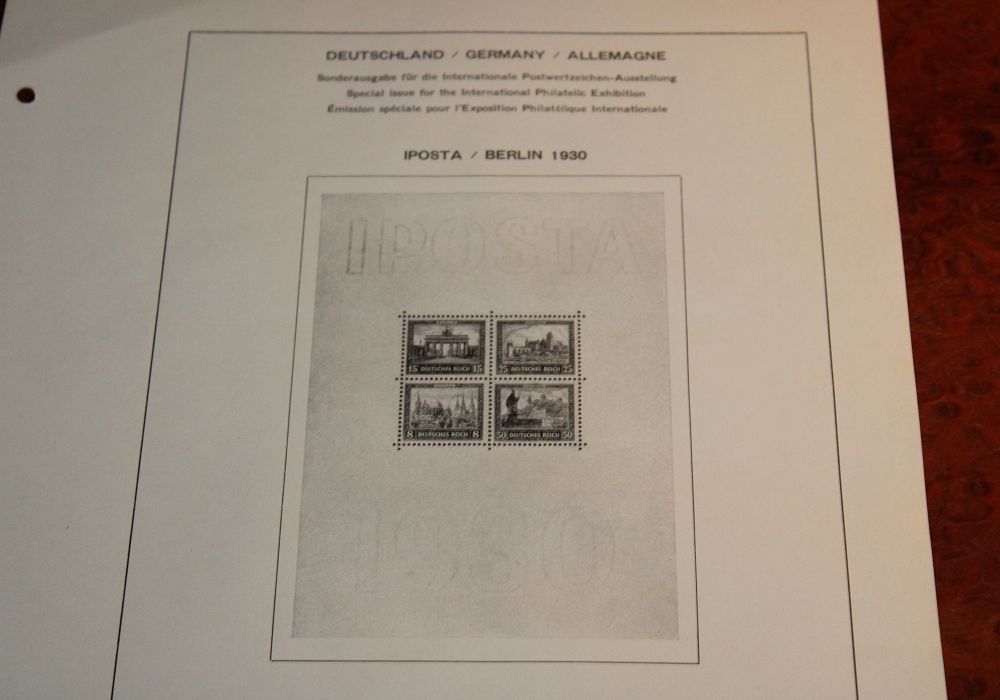 DEUTSCHLAND / GERMANY / ALLEMAGNE
Sonderausgabe für die Internationale Postwertzeichen-Ausstellung
Special issue for the International Philatelic Exhibition
Émission spéciale pour l'Exposition Philatélique Internationale
IPOSTA / BERLIN 1930
IPOSTA
15 15
DEUTSCHES REICH
25 25
DEUTSCHES REICH
8 DEUTSCHES REICH 8
50 DEUTSCHES REICH 50
1930